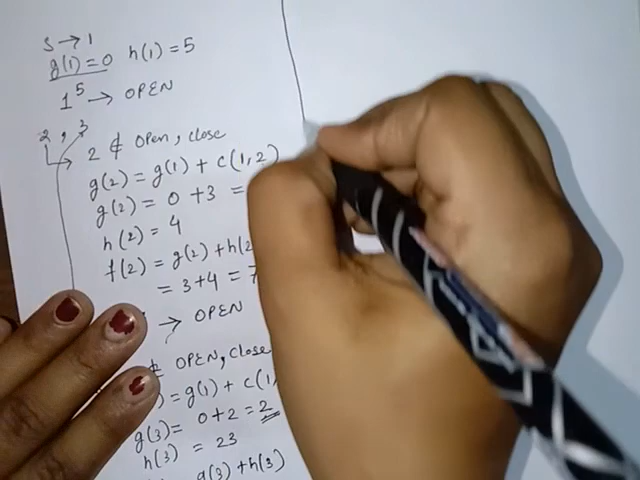 S → 1
g(1) = 0 h(1) = 5
1⁵ → OPEN
2, 3
2 ∉ Open, close
g(2) = g(1) + c(1,2)
g(2) = 0 + 3 =
h(2) = 4
f(2) = g(2) + h(2
= 3+4 = 7
→ OPEN
∉ OPEN, close
) = g(1) + c(1,
g(3) = 0+2 = 2
h(3) = 23
g(3) + h(3)